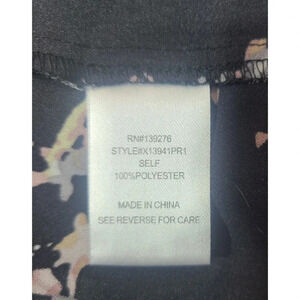 RN#139276
STYLE#X13941PR1
SELF
100%POLYESTER
MADE IN CHINA
SEE REVERSE FOR CARE